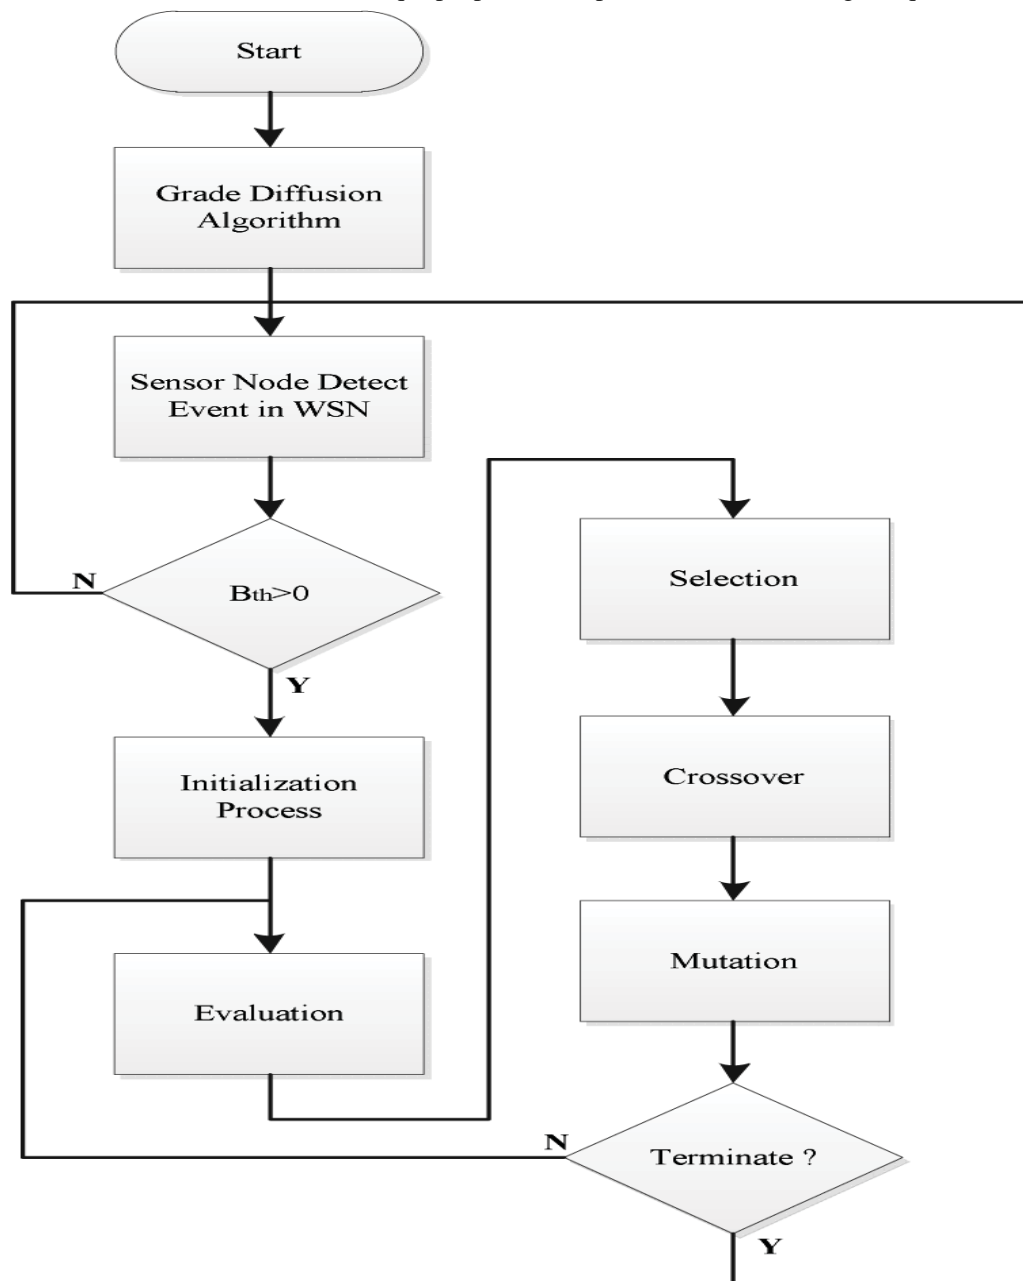 Start
Grade Diffusion
Algorithm
Sensor Node Detect
Event in WSN
Bth>0
N
Y
Initialization
Process
Evaluation
Selection
Crossover
Mutation
Terminate ?
N
Y